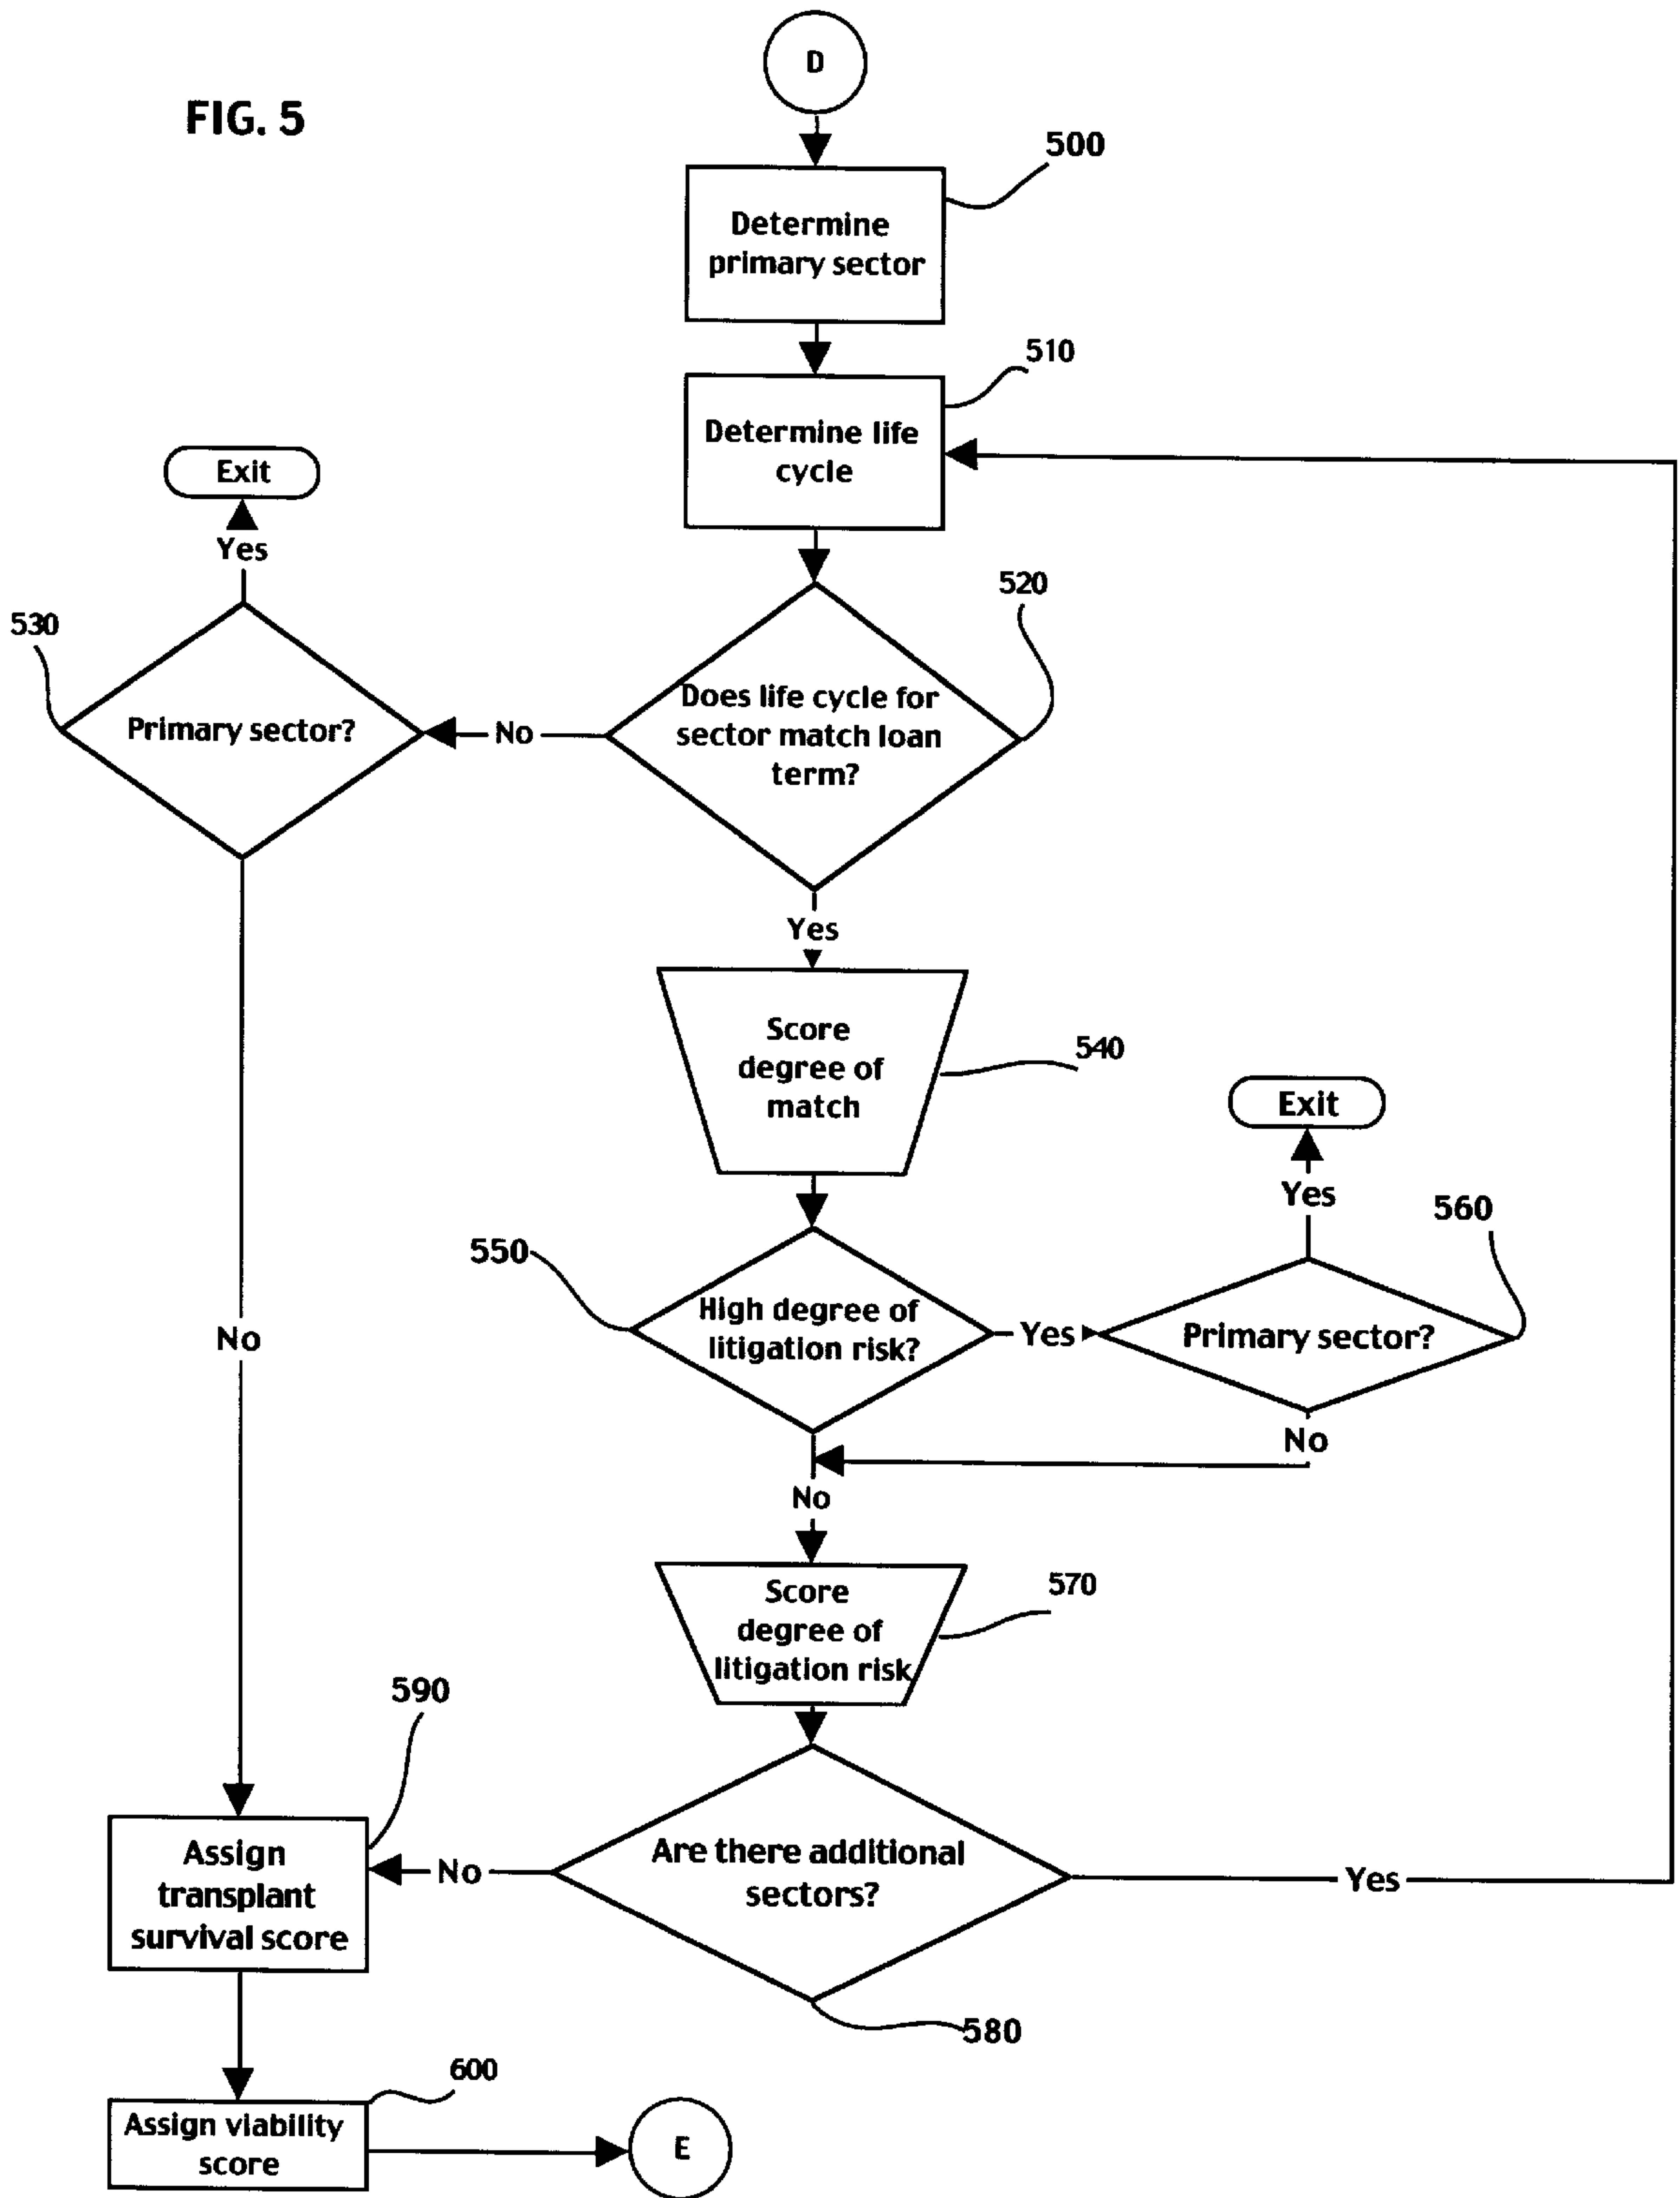 D
FIG. 5
500
Determine
primary sector
510
Determine life
cycle
Exit
Yes
520
530
Does life cycle for
sector match loan
term?
Primary sector?
No
Yes
Score
degree of
match
540
Exit
Yes
560
550
High degree of
litigation risk?
Yes
Primary sector?
No
No
No
Score
degree of
litigation risk
570
590
Assign
transplant
survival score
No
Are there additional
sectors?
Yes
580
600
Assign viability
score
E